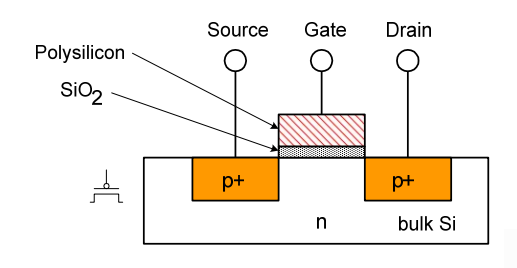 Source Gate Drain
Polysilicon
SiO2
p+ p+
n bulk Si